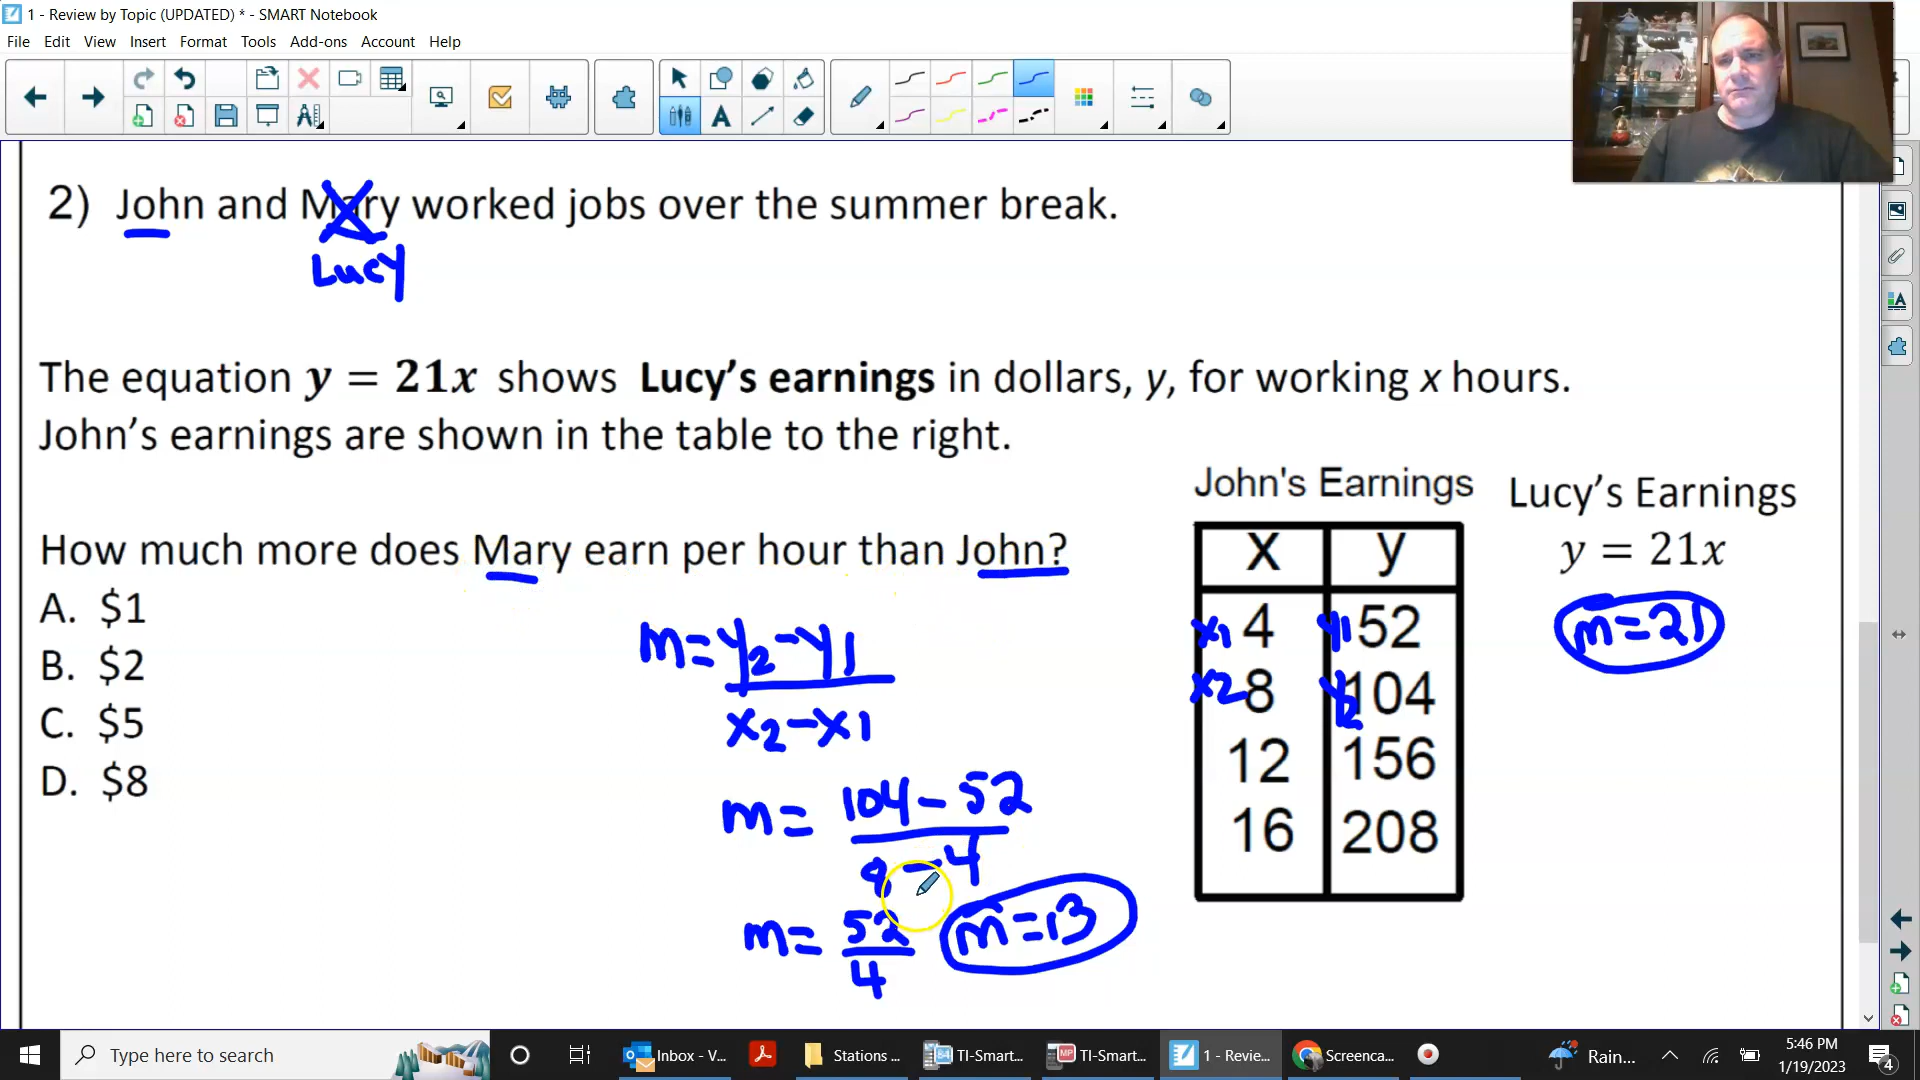 1 - Review by Topic (UPDATED) * - SMART Notebook
File Edit View Insert Format Tools Add-ons Account Help
2) John and Mary worked jobs over the summer break.
Lucy
The equation y = 21x shows Lucy's earnings in dollars, y, for working x hours.
John's earnings are shown in the table to the right.
John's Earnings
Lucy's Earnings
y = 21x
m=21
x y
x1 4 y1 52
x2 8 y2 104
12 156
16 208
How much more does Mary earn per hour than John?
A. $1
B. $2
C. $5
D. $8
m=y2-y1
x2-x1
m= 104-52
8-4
m= 52
4
m=13
Type here to search
Inbox - V...
Stations ...
TI-Smart...
TI-Smart...
1 - Revie...
Screenca...
Rain...
5:46 PM
1/19/2023
4